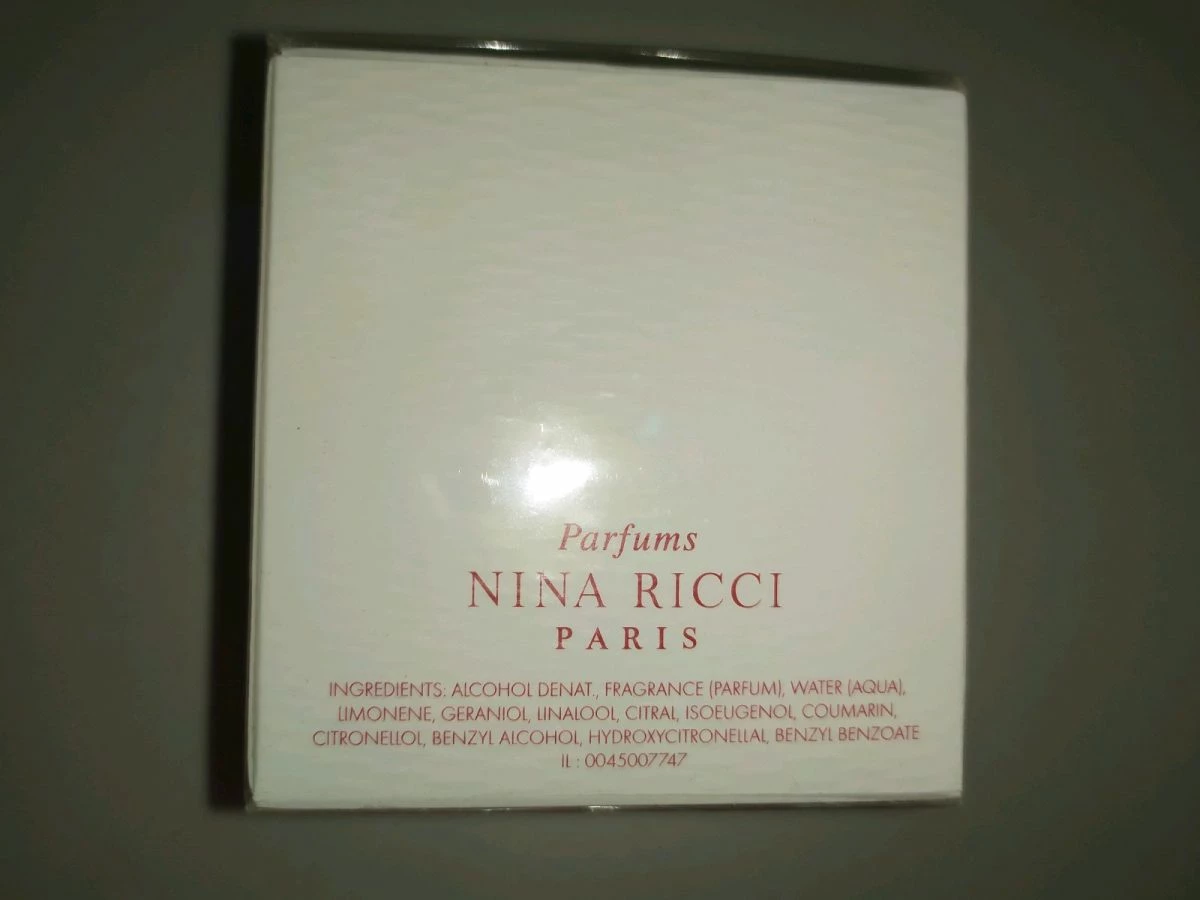 Parfums
NINA RICCI
PARIS
INGREDIENTS: ALCOHOL DENAT., FRAGRANCE (PARFUM), WATER (AQUA),
LIMONENE, GERANIOL, LINALOOL, CITRAL, ISOEUGENOL, COUMARIN,
CITRONELLOL, BENZYL ALCOHOL, HYDROXYCITRONELLAL, BENZYL BENZOATE
IL : 0045007747